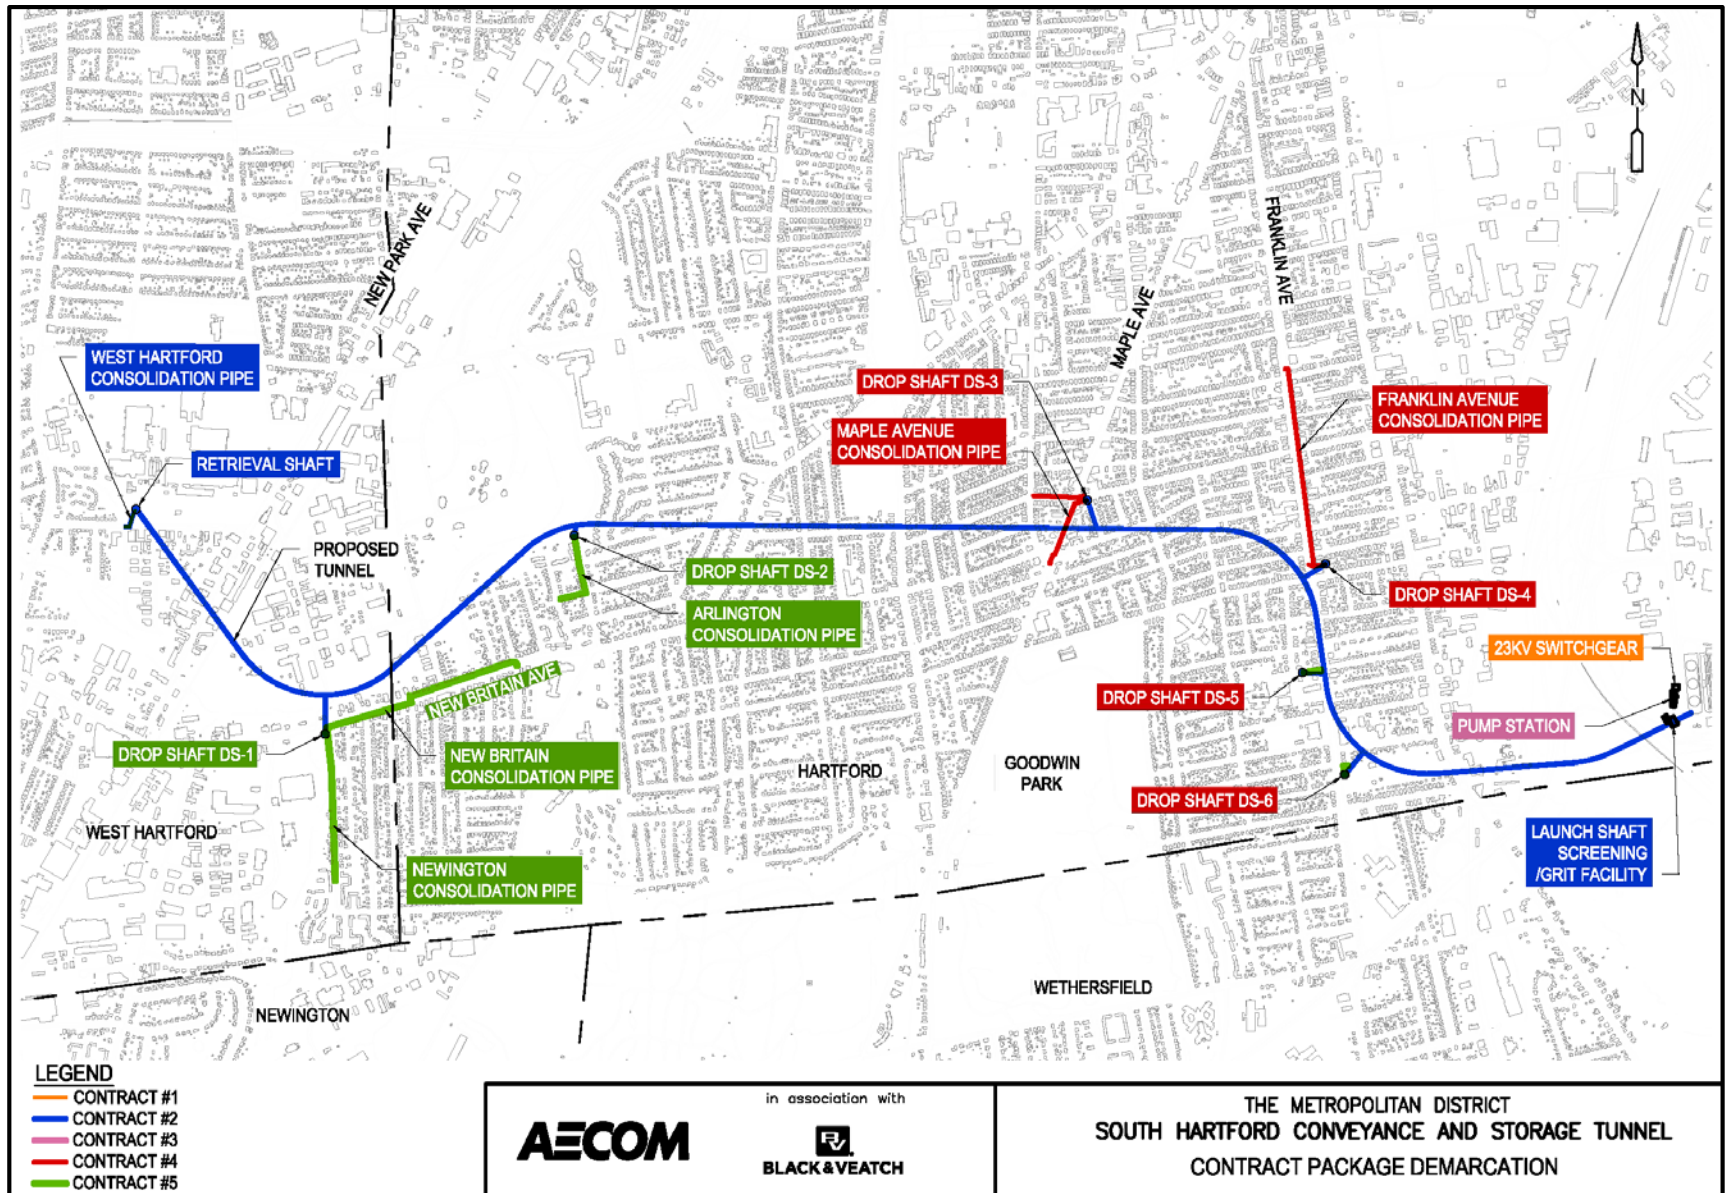 N
NEW PARK AVE
FRANKLIN AVE
MAPLE AVE
WEST HARTFORD
CONSOLIDATION PIPE
RETRIEVAL SHAFT
DROP SHAFT DS-3
MAPLE AVENUE
CONSOLIDATION PIPE
FRANKLIN AVENUE
CONSOLIDATION PIPE
PROPOSED
TUNNEL
DROP SHAFT DS-2
ARLINGTON
CONSOLIDATION PIPE
DROP SHAFT DS-4
23KV SWITCHGEAR
NEW BRITAIN AVE
DROP SHAFT DS-5
PUMP STATION
DROP SHAFT DS-1
NEW BRITAIN
CONSOLIDATION PIPE
HARTFORD
GOODWIN
PARK
DROP SHAFT DS-6
WEST HARTFORD
LAUNCH SHAFT
SCREENING
/GRIT FACILITY
NEWINGTON
CONSOLIDATION PIPE
WETHERSFIELD
NEWINGTON
LEGEND
CONTRACT #1
CONTRACT #2
CONTRACT #3
CONTRACT #4
CONTRACT #5
AECOM
in association with
BV
BLACK & VEATCH
THE METROPOLITAN DISTRICT
SOUTH HARTFORD CONVEYANCE AND STORAGE TUNNEL
CONTRACT PACKAGE DEMARCATION